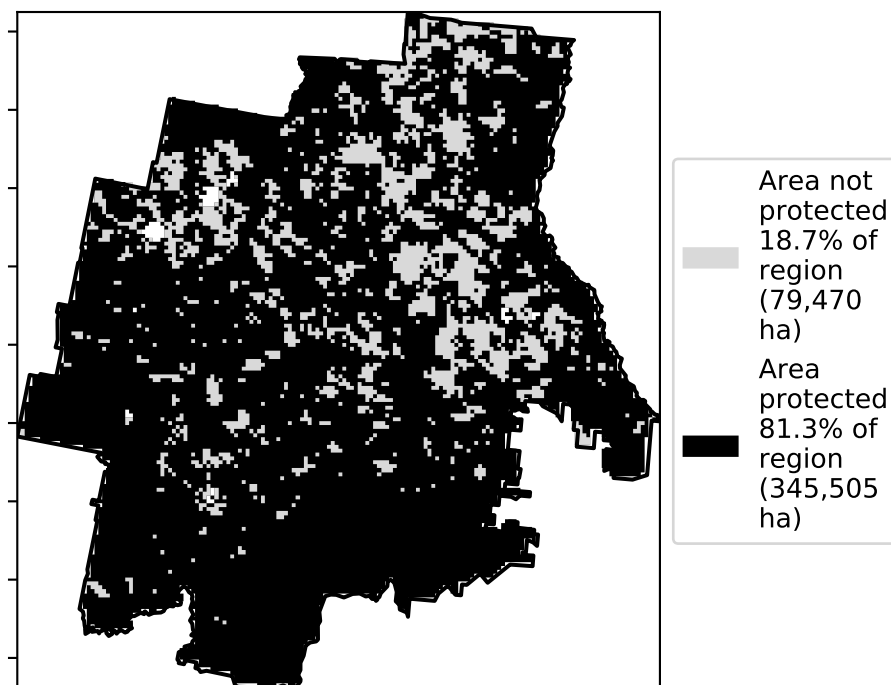 Area not
protected
18.7% of
region
(79,470
ha)
Area
protected
81.3% of
region
(345,505
ha)